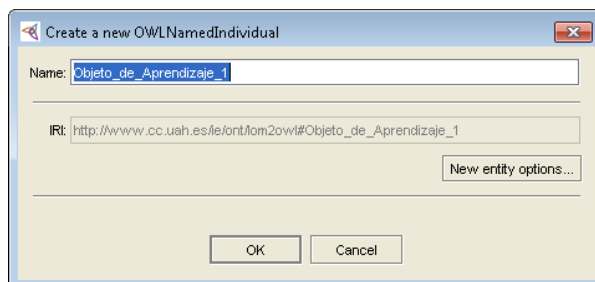 Create a new OWLNamedIndividual
Name: Objeto_de_Aprendizaje_1
IRI: http://www.cc.uah.es/ie/ont/lom2owl#Objeto_de_Aprendizaje_1
New entity options...
OK Cancel